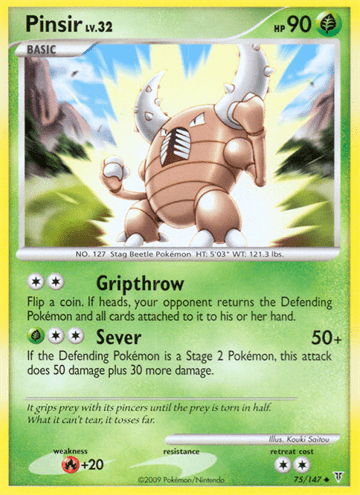 Pinsir LV.32 HP 90
BASIC
NO. 127 Stag Beetle Pokémon HT: 5'03" WT: 121.3 lbs.
Gripthrow
Flip a coin. If heads, your opponent returns the Defending
Pokémon and all cards attached to it to his or her hand.
Sever 50+
If the Defending Pokémon is a Stage 2 Pokémon, this attack
does 50 damage plus 30 more damage.
It grips prey with its pincers until the prey is torn in half.
What it can't tear, it tosses far.
Illus. Kouki Saitou
weakness resistance retreat cost
+20
©2009 Pokémon/Nintendo 75/147